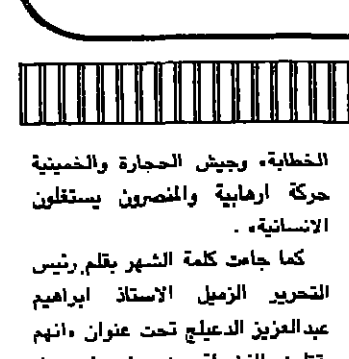 الخطابة، وجيش الحجارة والخمينية
حركة ارهابية والمنصرون يستغلون
الانسانية، .
كما جاءت كلمة الشهر بقلم رئيس
التحرير الزميل الاستاذ ابراهيم
عبدالعزيز الدعيلج تحت عنوان «انهم